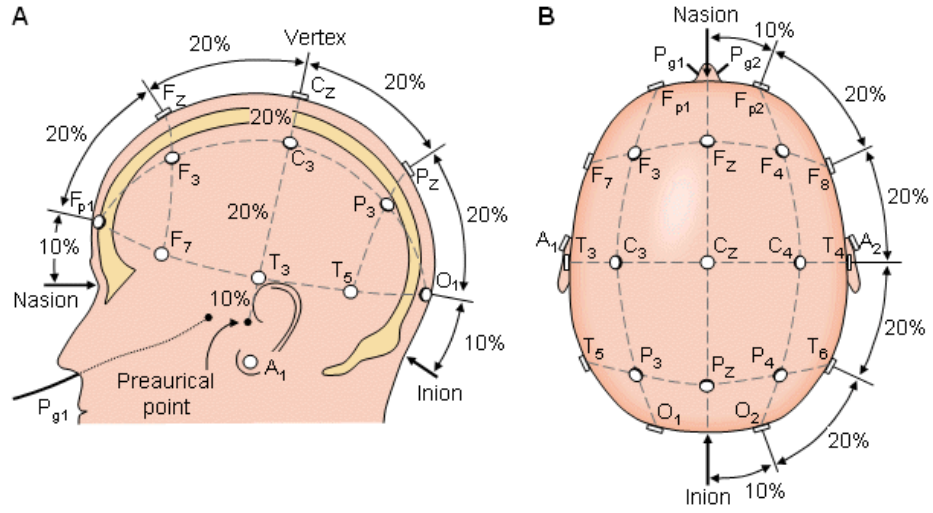 A
20%
Vertex
20%
FZ
CZ
20%
20%
F3
C3
PZ
Fp1
20%
P3
20%
10%
F7
T3
T5
O1
Nasion
10%
10%
Preaurical
point
A1
Inion
Pg1
B
Nasion
10%
Pg1
Pg2
Fp1
Fp2
20%
F7
F3
FZ
F4
F8
20%
A1
T3
C3
CZ
C4
T4
A2
20%
T5
P3
PZ
P4
T6
O1
O2
20%
Inion
10%